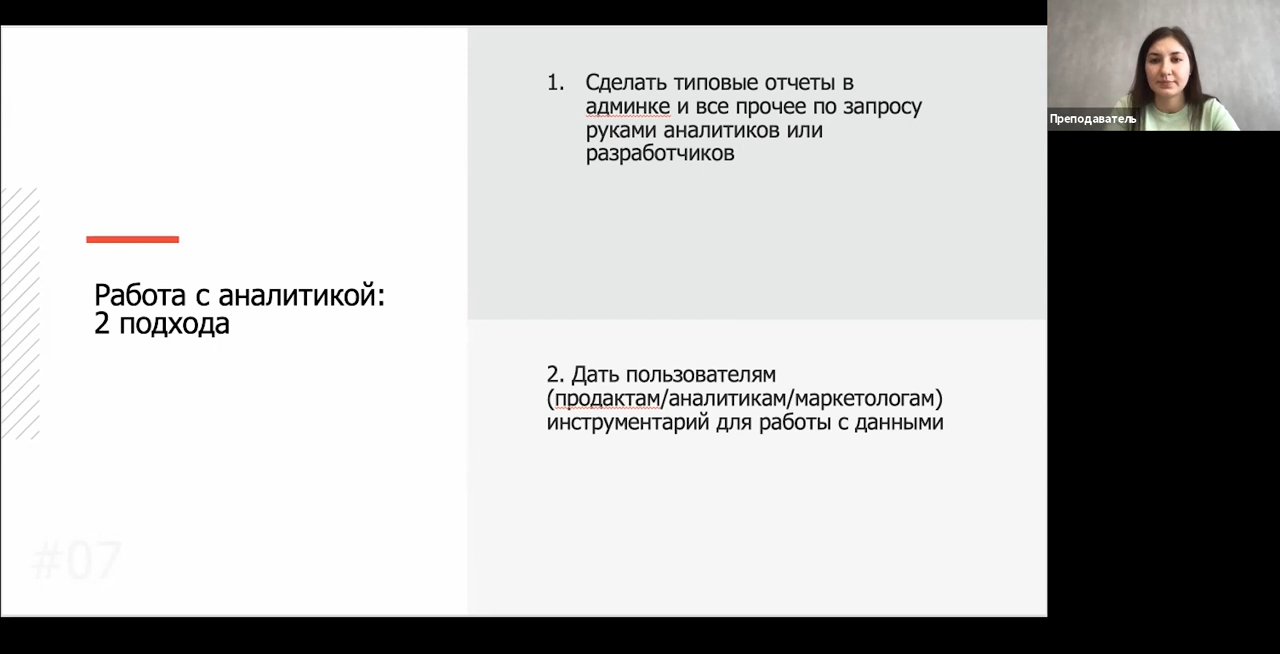 Работа с аналитикой:
2 подхода
1. Сделать типовые отчеты в
админке и все прочее по запросу
руками аналитиков или
разработчиков
2. Дать пользователям
(продактам/аналитикам/маркетологам)
инструментарий для работы с данными
#07
Преподаватель